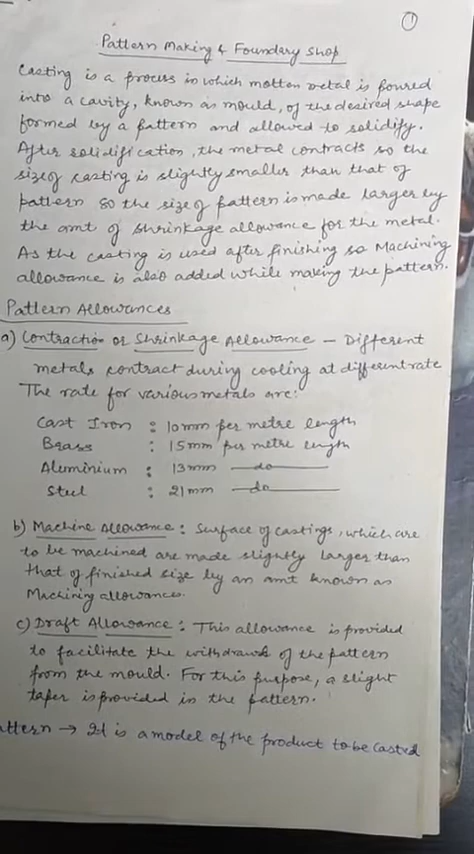 ①
Pattern Making & Foundary Shop
Casting is a process in which molten metal is poured
into a cavity, known as mould, of the desired shape
formed by a pattern and allowed to solidify.
After solidification, the metal contracts so the
size of casting is slightly smaller than that of
pattern so the size of pattern is made larger by
the amt of shrinkage allowance for the metal.
As the casting is used after finishing so Machining
allowance is also added while making the pattern.
Pattern Allowances
a) Contraction or Shrinkage Allowance - Different
metals contract during cooling at different rate
The rate for various metals are:
Cast Iron : 10mm per metre length
Brass : 15mm per metre length
Aluminium : 13mm —do—
Steel : 21mm —do—
b) Machine Allowance : Surface of castings, which are
to be machined are made slightly larger than
that of finished size by an amt known as
Machining allowances.
c) Draft Allowance : This allowance is provided
to facilitate the withdrawl of the pattern
from the mould. For this purpose, a slight
taper is provided in the pattern.
attern → It is a model of the product to be casted